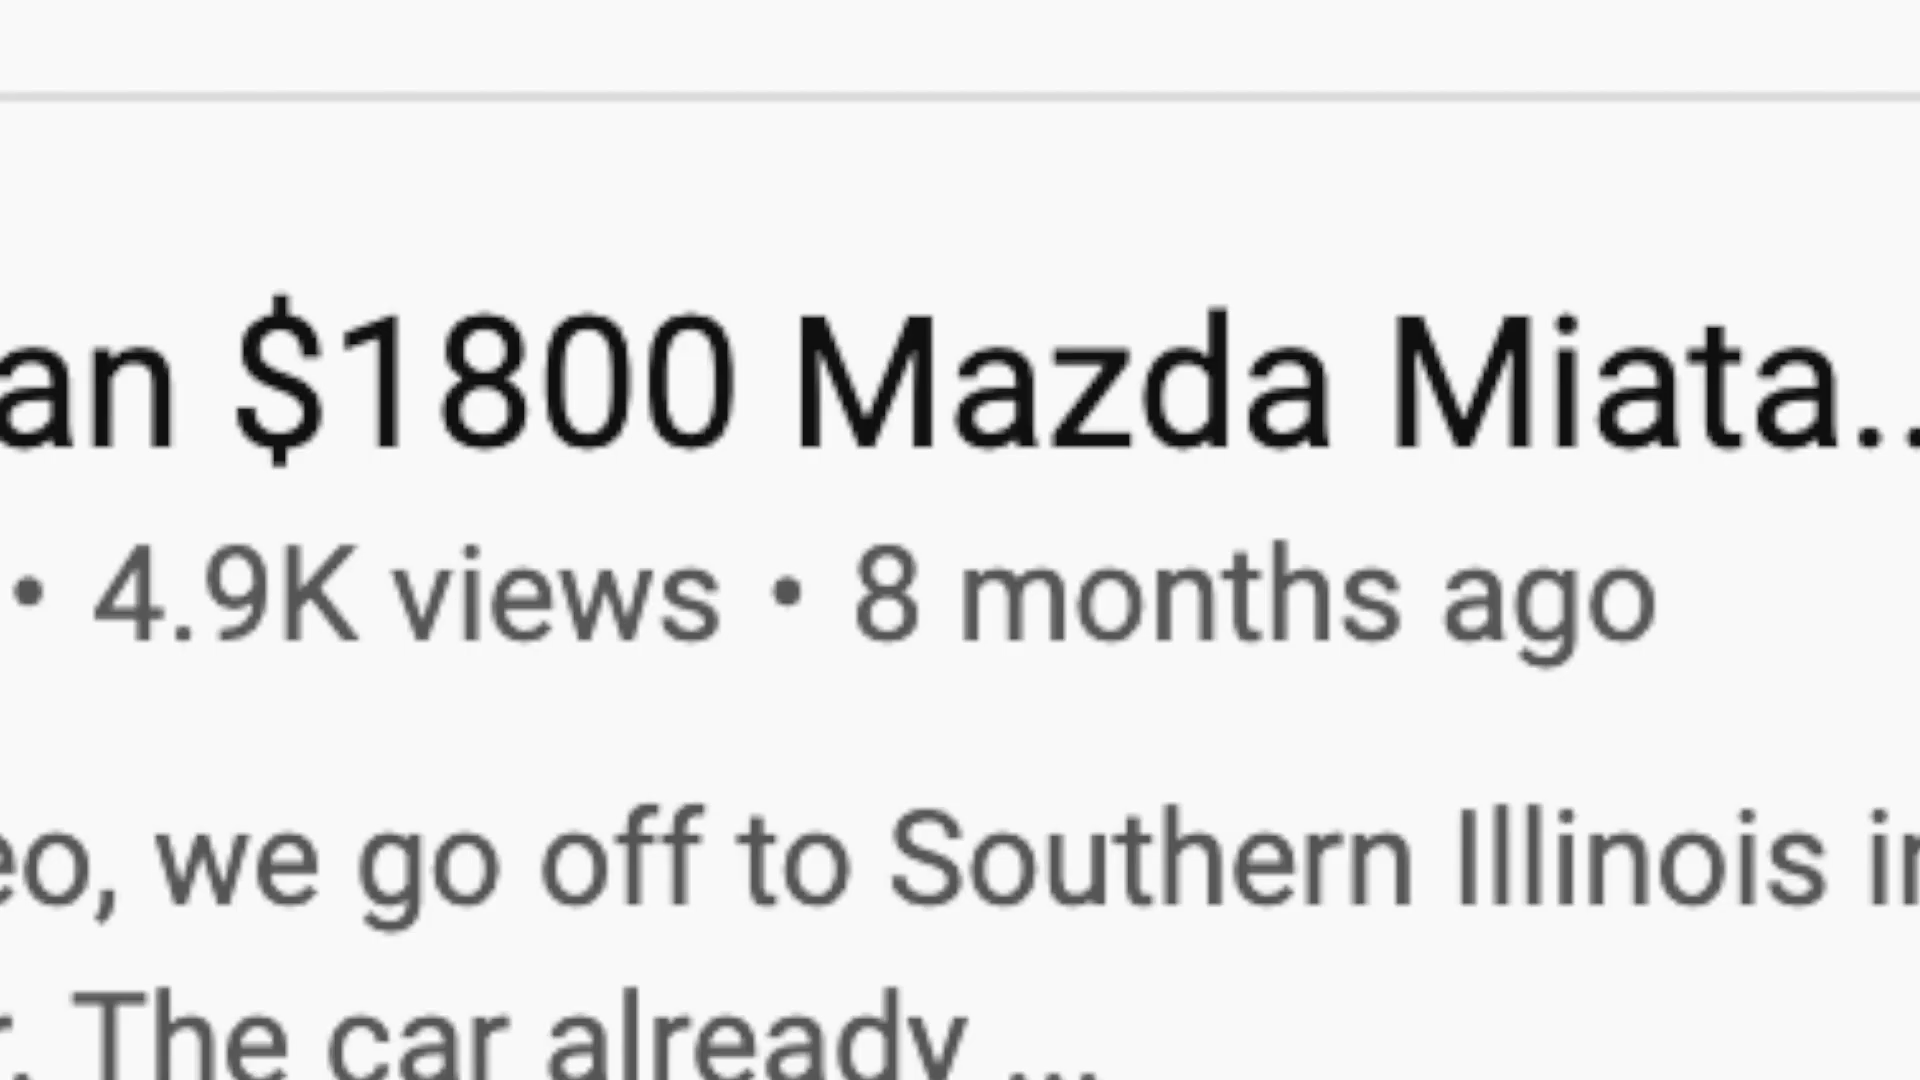 an $1800 Mazda Miata..
• 4.9K views • 8 months ago
eo, we go off to Southern Illinois in
r. The car already ...